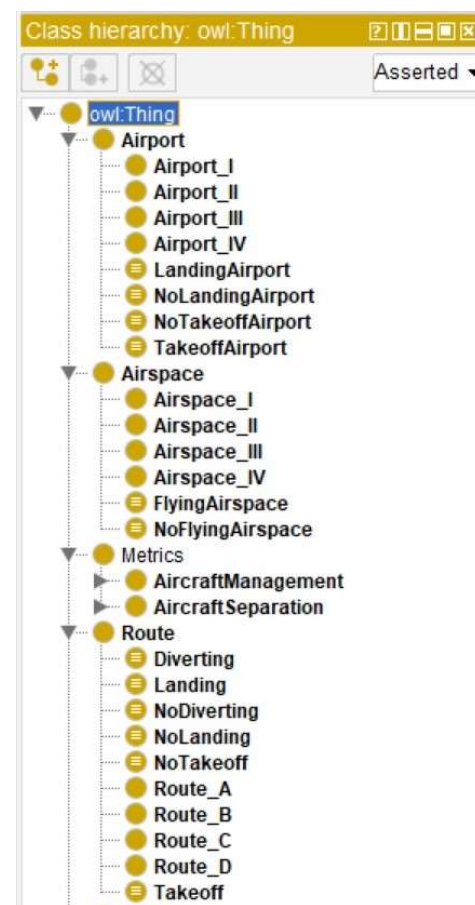 Class hierarchy: owl:Thing
Asserted
owl:Thing
Airport
Airport_I
Airport_II
Airport_III
Airport_IV
LandingAirport
NoLandingAirport
NoTakeoffAirport
TakeoffAirport
Airspace
Airspace_I
Airspace_II
Airspace_III
Airspace_IV
FlyingAirspace
NoFlyingAirspace
Metrics
AircraftManagement
AircraftSeparation
Route
Diverting
Landing
NoDiverting
NoLanding
NoTakeoff
Route_A
Route_B
Route_C
Route_D
Takeoff